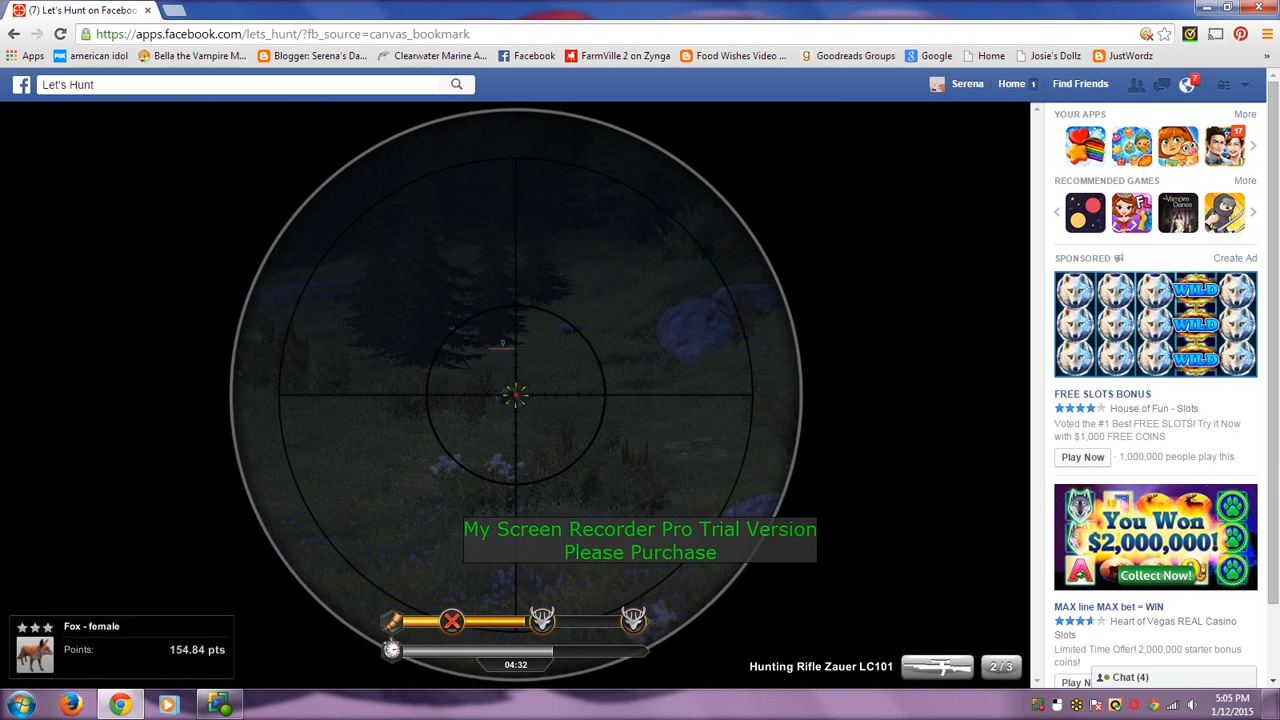 (7) Let's Hunt on Faceboo
https://apps.facebook.com/lets_hunt/?fb_source=canvas_bookmark
Apps
american idol
Bella the Vampire M...
Blogger: Serena's Da...
Clearwater Marine A...
Facebook
FarmVille 2 on Zynga
Food Wishes Video ...
Goodreads Groups
Google
Home
Josie's Dollz
JustWordz
Let's Hunt
Serena
Home 1
Find Friends
7
YOUR APPS
More
17
RECOMMENDED GAMES
More
SPONSORED
Create Ad
WILD
WILD
WILD
FREE SLOTS BONUS
House of Fun - Slots
Voted the #1 Best FREE SLOTS! Try it Now
with $1,000 FREE COINS
Play Now
· 1,000,000 people play this
You Won
$2,000,000!
Collect Now!
MAX line MAX bet = WIN
Heart of Vegas REAL Casino
Slots
Limited Time Offer! 2,000,000 starter bonus
coins!
Play N
Chat (4)
My Screen Recorder Pro Trial Version
Please Purchase
Fox - female
Points:
154.84 pts
04:32
Hunting Rifle Zauer LC101
2 / 3
5:05 PM
1/12/2015